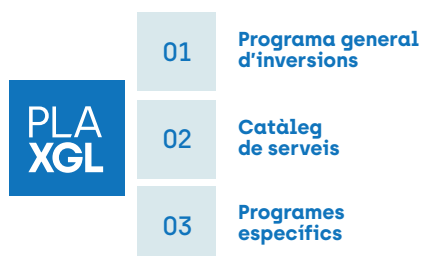 PLA
XGL
01
Programa general
d'inversions
02
Catàleg
de serveis
03
Programes
específics